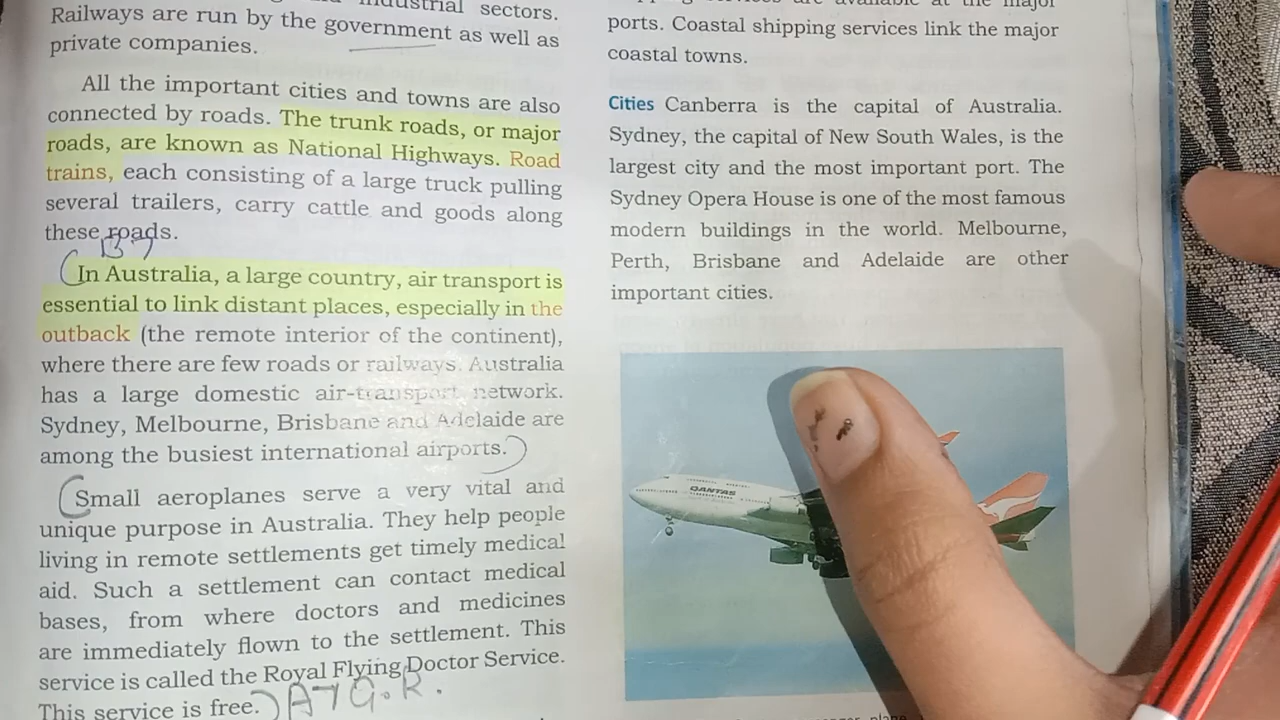 industrial sectors.
Railways are run by the government as well as
private companies.
All the important cities and towns are also
connected by roads. The trunk roads, or major
roads, are known as National Highways. Road
trains, each consisting of a large truck pulling
several trailers, carry cattle and goods along
these roads.
In Australia, a large country, air transport is
essential to link distant places, especially in the
outback (the remote interior of the continent),
where there are few roads or railways. Australia
has a large domestic air-transport network.
Sydney, Melbourne, Brisbane and Adelaide are
among the busiest international airports.
Small aeroplanes serve a very vital and
unique purpose in Australia. They help people
living in remote settlements get timely medical
aid. Such a settlement can contact medical
bases, from where doctors and medicines
are immediately flown to the settlement. This
service is called the Royal Flying Doctor Service.
This service is free.
are available at the major
ports. Coastal shipping services link the major
coastal towns.
Cities Canberra is the capital of Australia.
Sydney, the capital of New South Wales, is the
largest city and the most important port. The
Sydney Opera House is one of the most famous
modern buildings in the world. Melbourne,
Perth, Brisbane and Adelaide are other
important cities.
QANTAS
plane